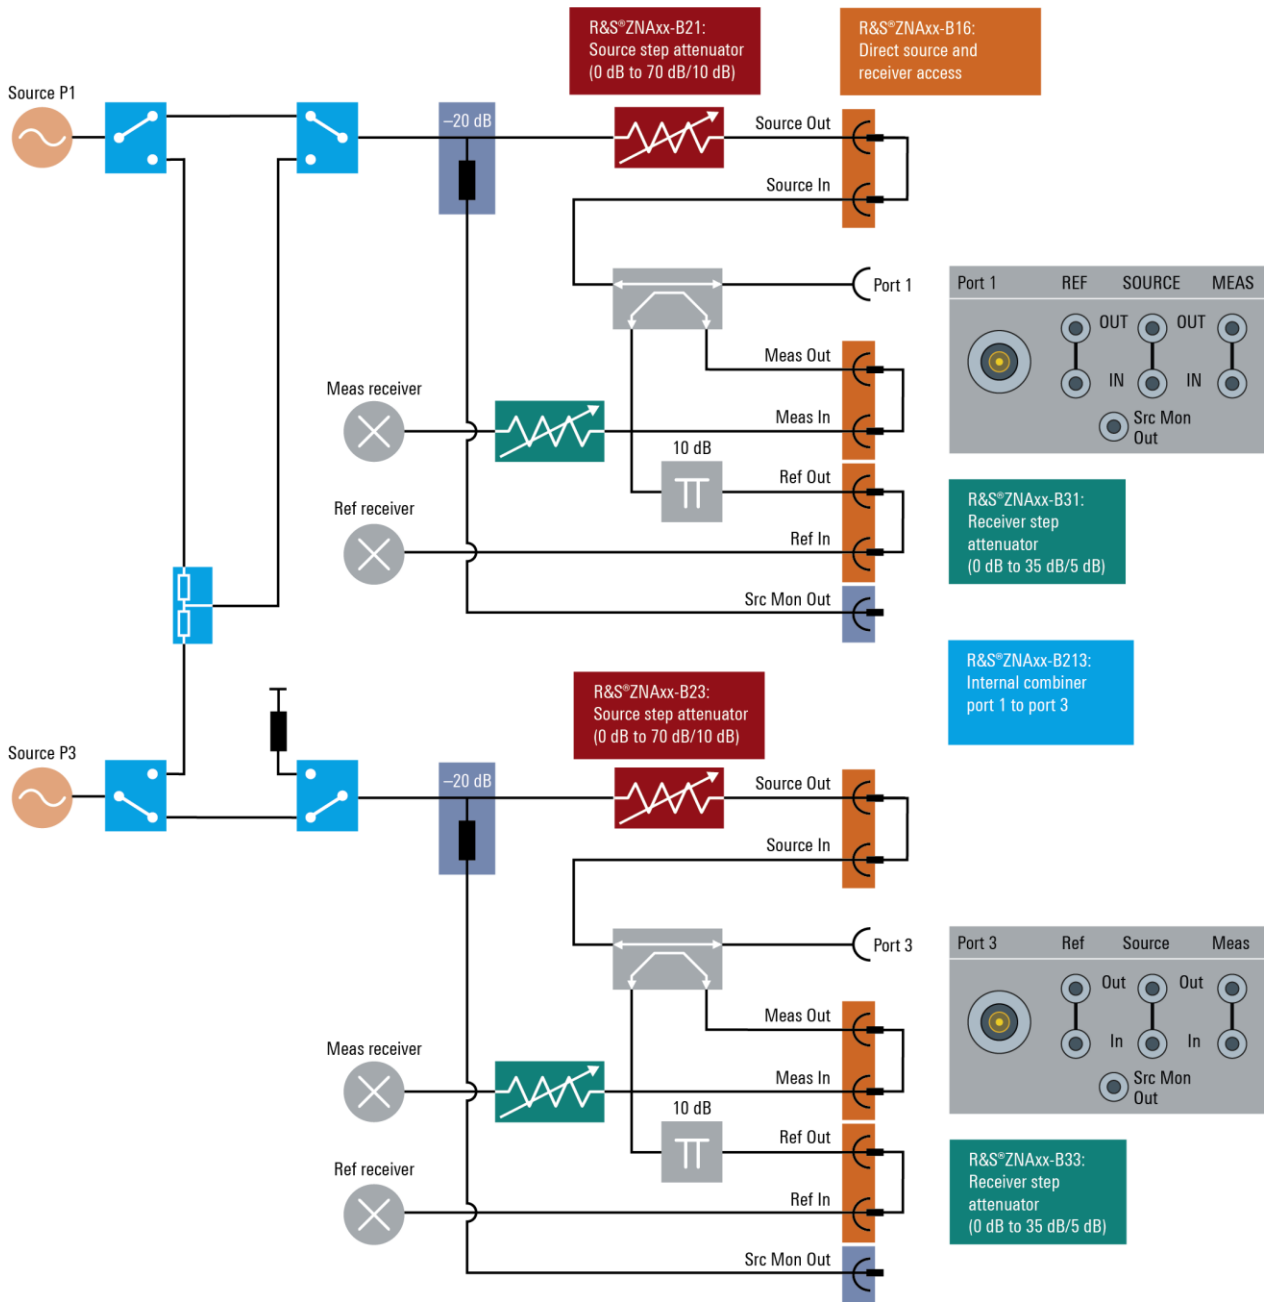 R&S®ZNAxx-B21:
Source step attenuator
(0 dB to 70 dB/10 dB)
R&S®ZNAxx-B16:
Direct source and
receiver access
Source P1
–20 dB
Source Out
Source In
Port 1
Port 1 REF SOURCE MEAS
OUT OUT
IN IN
Src Mon
Out
Meas Out
Meas receiver
Meas In
10 dB
Ref Out
Ref receiver
Ref In
Src Mon Out
R&S®ZNAxx-B31:
Receiver step
attenuator
(0 dB to 35 dB/5 dB)
R&S®ZNAxx-B213:
Internal combiner
port 1 to port 3
R&S®ZNAxx-B23:
Source step attenuator
(0 dB to 70 dB/10 dB)
Source P3
–20 dB
Source Out
Source In
Port 3
Port 3 Ref Source Meas
Out Out
In In
Src Mon
Out
Meas Out
Meas receiver
Meas In
10 dB
Ref Out
Ref receiver
Ref In
Src Mon Out
R&S®ZNAxx-B33:
Receiver step
attenuator
(0 dB to 35 dB/5 dB)